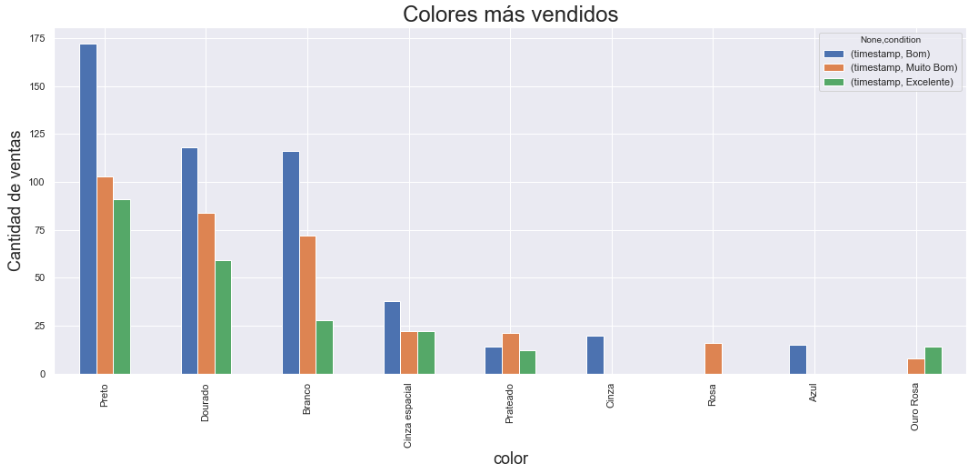 Colores más vendidos
None,condition
(timestamp, Bom)
(timestamp, Muito Bom)
(timestamp, Excelente)
Cantidad de ventas
175
150
125
100
75
50
25
0
Preto
Dourado
Branco
Cinza espacial
Prateado
Cinza
Rosa
Azul
Ouro Rosa
color